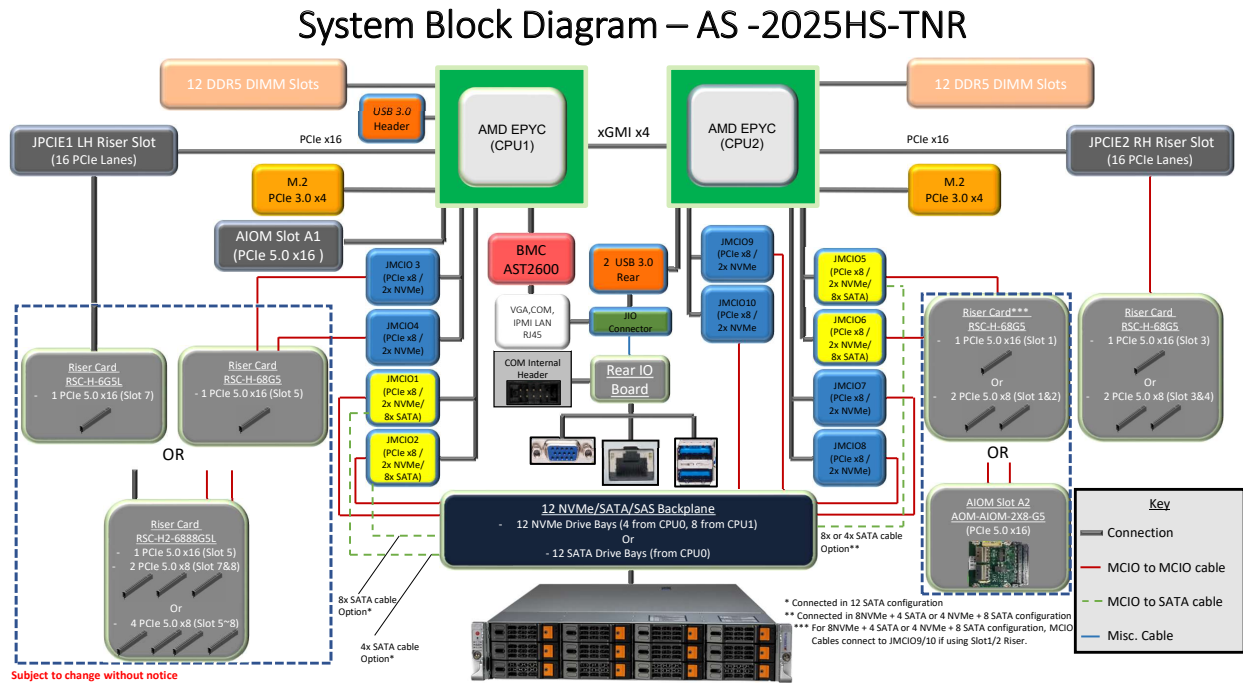 System Block Diagram – AS -2025HS-TNR
12 DDR5 DIMM Slots
12 DDR5 DIMM Slots
USB 3.0
Header
AMD EPYC
(CPU1)
xGMI x4
AMD EPYC
(CPU2)
JPCIE1 LH Riser Slot
(16 PCIe Lanes)
PCIe x16
PCIe x16
JPCIE2 RH Riser Slot
(16 PCIe Lanes)
M.2
PCIe 3.0 x4
M.2
PCIe 3.0 x4
AIOM Slot A1
(PCIe 5.0 x16 )
BMC
AST2600
2 USB 3.0
Rear
JMCIO 3
(PCIe x8 /
2x NVMe)
JMCIO4
(PCIe x8 /
2x NVMe)
JMCIO1
(PCIe x8 /
2x NVMe/
8x SATA)
JMCIO2
(PCIe x8 /
2x NVMe/
8x SATA)
VGA,COM,
IPMI LAN
RJ45
JIO
Connector
COM Internal
Header
Rear IO
Board
JMCIO9
(PCIe x8 /
2x NVMe
JMCIO10
(PCIe x8 /
2x NVMe
JMCIO5
(PCIe x8 /
2x NVMe/
8x SATA)
JMCIO6
(PCIe x8 /
2x NVMe/
8x SATA)
JMCIO7
(PCIe x8 /
2x NVMe)
JMCIO8
(PCIe x8 /
2x NVMe)
Riser Card
RSC-H-6G5L
- 1 PCIe 5.0 x16 (Slot 7)
Riser Card
RSC-H-68G5
- 1 PCIe 5.0 x16 (Slot 5)
OR
Riser Card
RSC-H2-6888G5L
- 1 PCIe 5.0 x16 (Slot 5)
- 2 PCIe 5.0 x8 (Slot 7&8)
Or
- 4 PCIe 5.0 x8 (Slot 5~8)
Riser Card***
RSC-H-68G5
- 1 PCIe 5.0 x16 (Slot 1)
Or
- 2 PCIe 5.0 x8 (Slot 1&2)
Riser Card
RSC-H-68G5
- 1 PCIe 5.0 x16 (Slot 3)
Or
- 2 PCIe 5.0 x8 (Slot 3&4)
OR
AIOM Slot A2
AOM-AIOM-2X8-G5
(PCIe 5.0 x16)
12 NVMe/SATA/SAS Backplane
- 12 NVMe Drive Bays (4 from CPU0, 8 from CPU1)
Or
- 12 SATA Drive Bays (from CPU0)
8x SATA cable
Option*
4x SATA cable
Option*
8x or 4x SATA cable
Option**
Key
Connection
MCIO to MCIO cable
MCIO to SATA cable
Misc. Cable
* Connected in 12 SATA configuration
** Connected in 8NVMe + 4 SATA or 4 NVMe + 8 SATA configuration
*** For 8NVMe + 4 SATA or 4 NVMe + 8 SATA configuration, MCIO
Cables connect to JMCIO9/10 if using Slot1/2 Riser.
Subject to change without notice